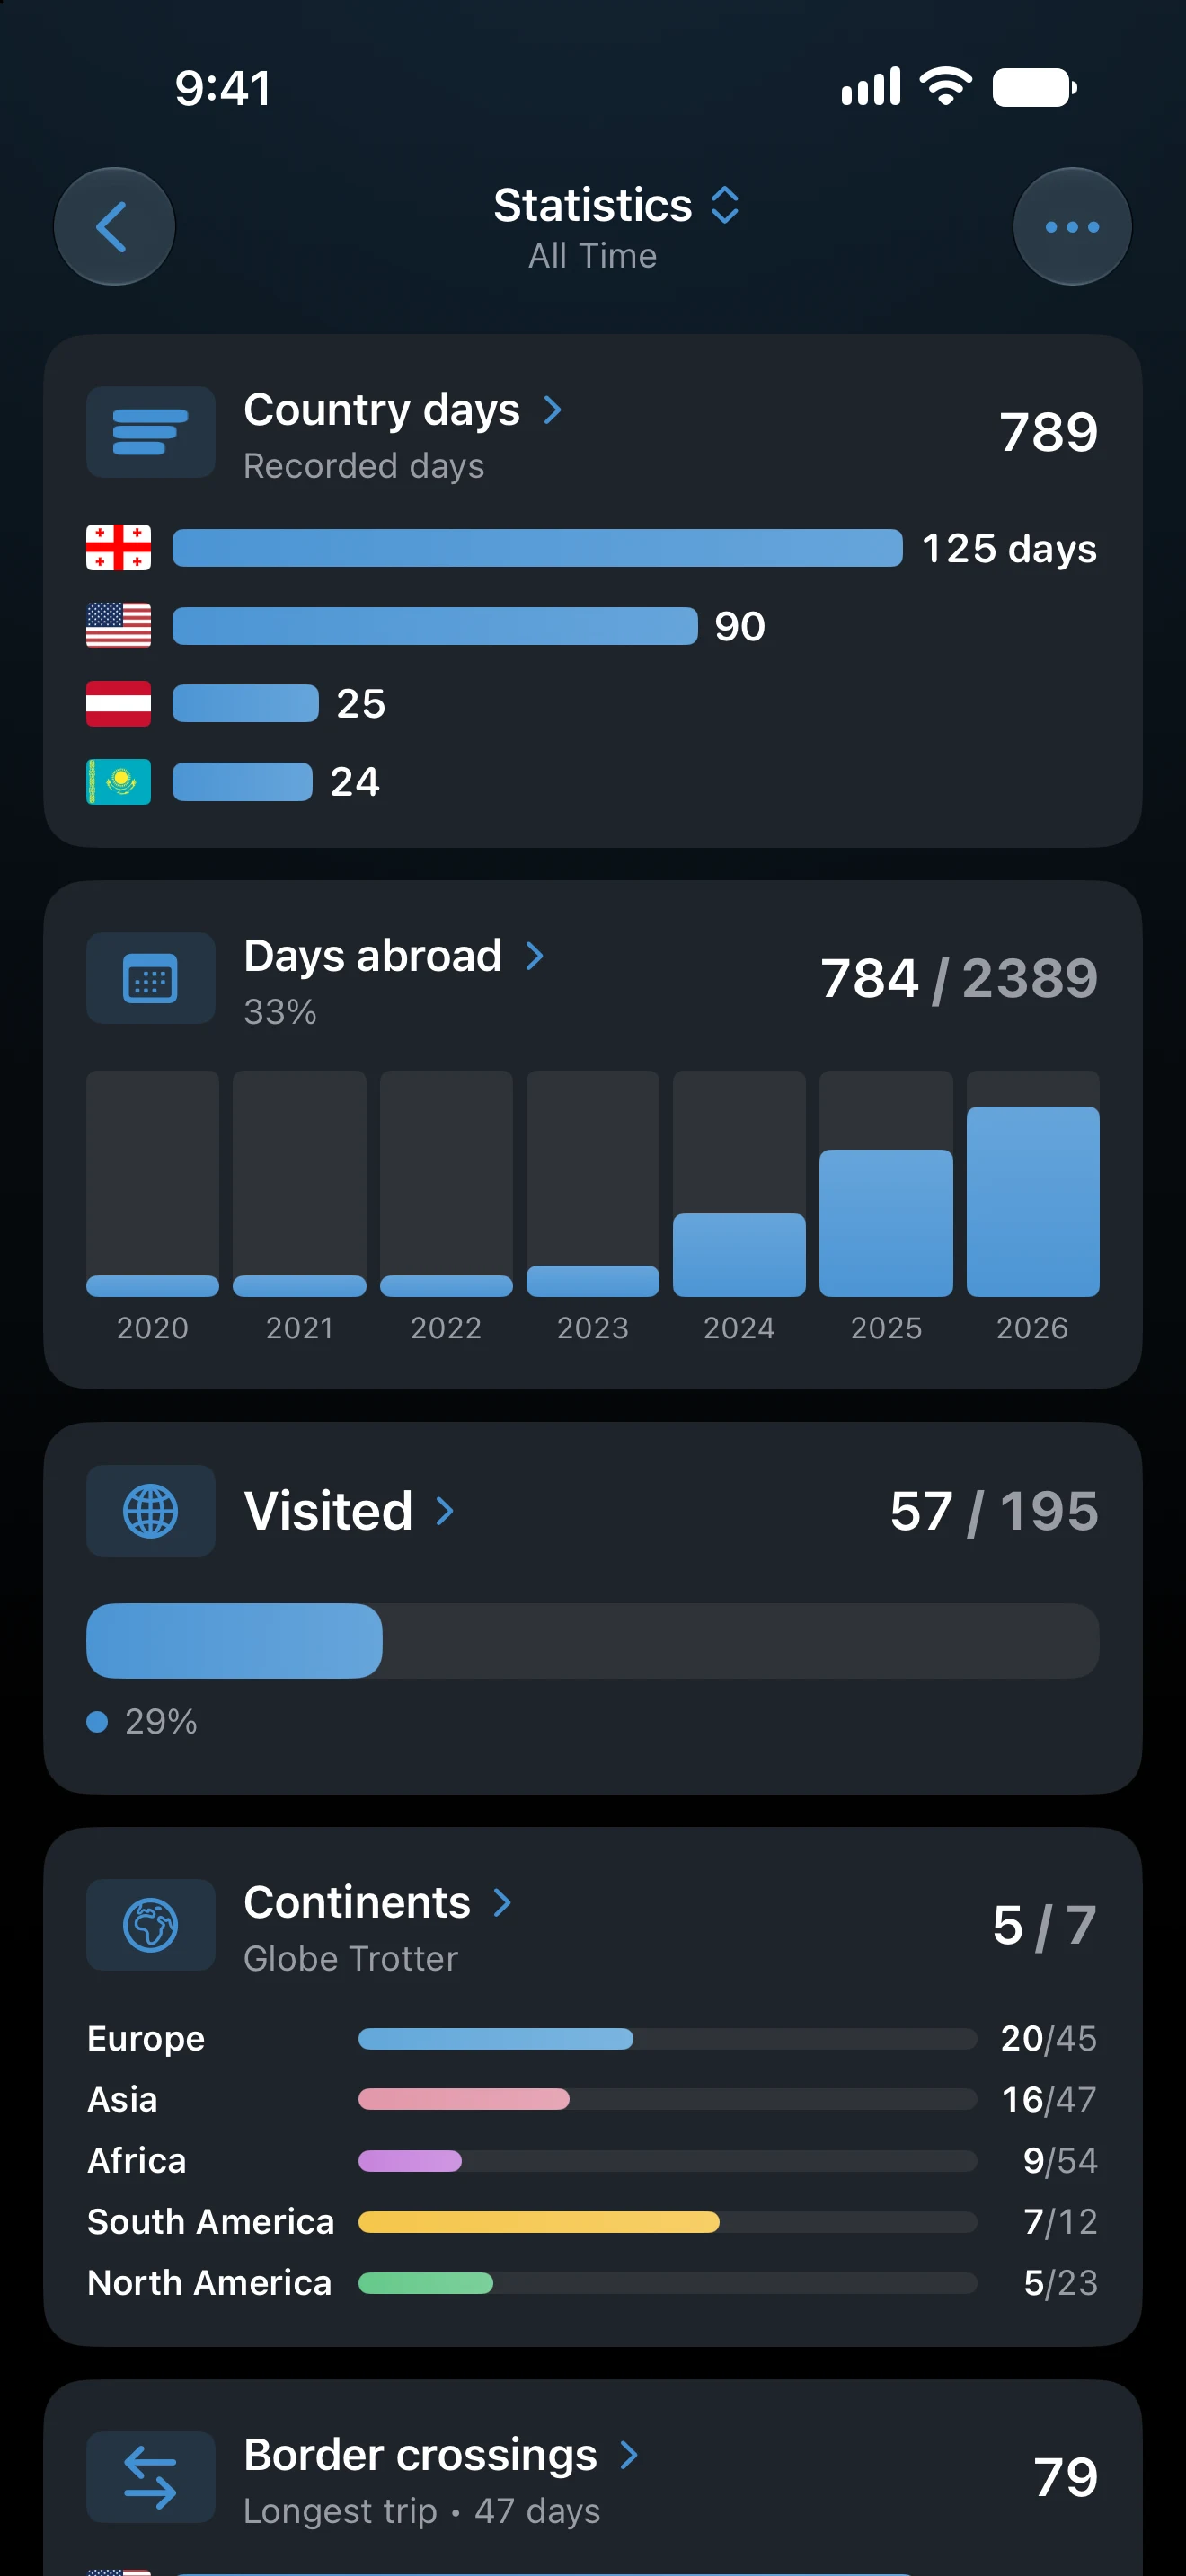 9:41
Statistics
All Time
Country days
789
Recorded days
125 days
90
25
24
Days abroad
784 / 2389
33%
2020 2021 2022 2023 2024 2025 2026
Visited
57 / 195
29%
Continents
5 / 7
Globe Trotter
Europe 20/45
Asia 16/47
Africa 9/54
South America 7/12
North America 5/23
Border crossings
79
Longest trip • 47 days